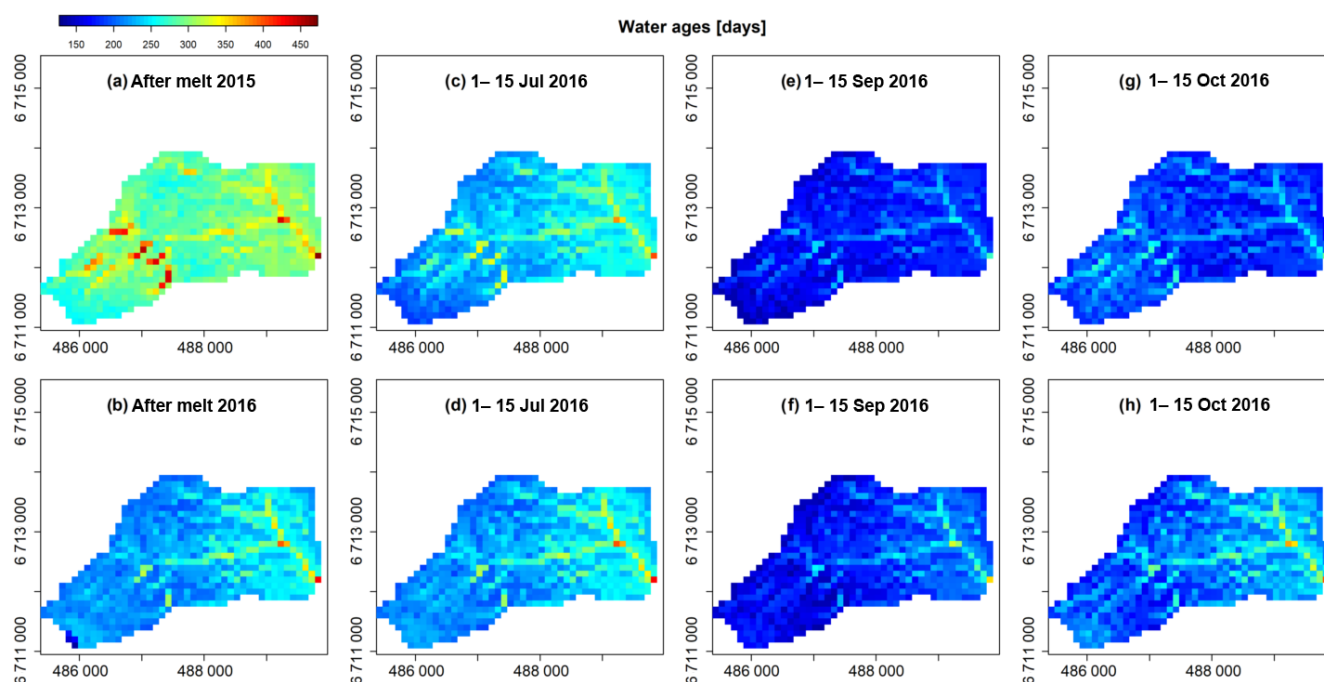 Water ages [days]
150 200 250 300 350 400 450
(a) After melt 2015
(c) 1– 15 Jul 2016
(e) 1– 15 Sep 2016
(g) 1– 15 Oct 2016
6 715 000
6 713 000
6 711 000
6 715 000
6 713 000
6 711 000
6 715 000
6 713 000
6 711 000
6 715 000
6 713 000
6 711 000
486 000 488 000
486 000 488 000
486 000 488 000
486 000 488 000
(b) After melt 2016
(d) 1– 15 Jul 2016
(f) 1– 15 Sep 2016
(h) 1– 15 Oct 2016
6 715 000
6 713 000
6 711 000
6 715 000
6 713 000
6 711 000
6 715 000
6 713 000
6 711 000
6 715 000
6 713 000
6 711 000
486 000 488 000
486 000 488 000
486 000 488 000
486 000 488 000